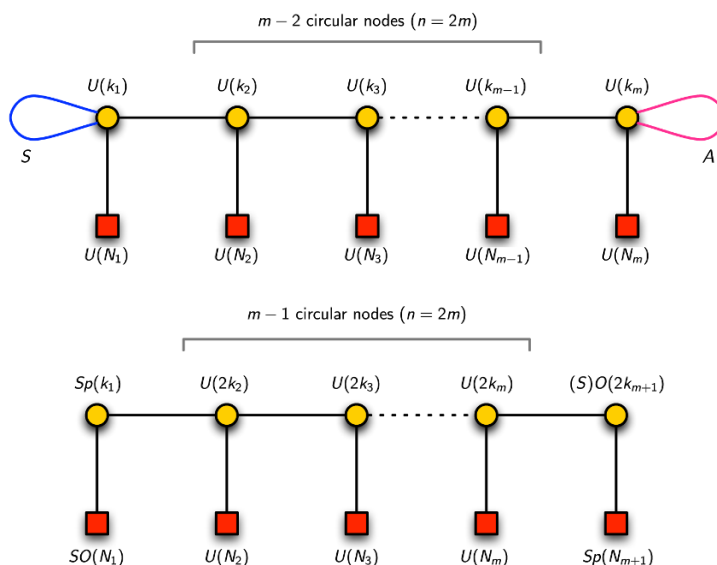 m − 2 circular nodes (n = 2m)
U(k₁) U(k₂) U(k₃) U(kₘ₋₁) U(kₘ)
S A
U(N₁) U(N₂) U(N₃) U(Nₘ₋₁) U(Nₘ)
m − 1 circular nodes (n = 2m)
Sp(k₁) U(2k₂) U(2k₃) U(2kₘ) (S)O(2kₘ₊₁)
SO(N₁) U(N₂) U(N₃) U(Nₘ) Sp(Nₘ₊₁)